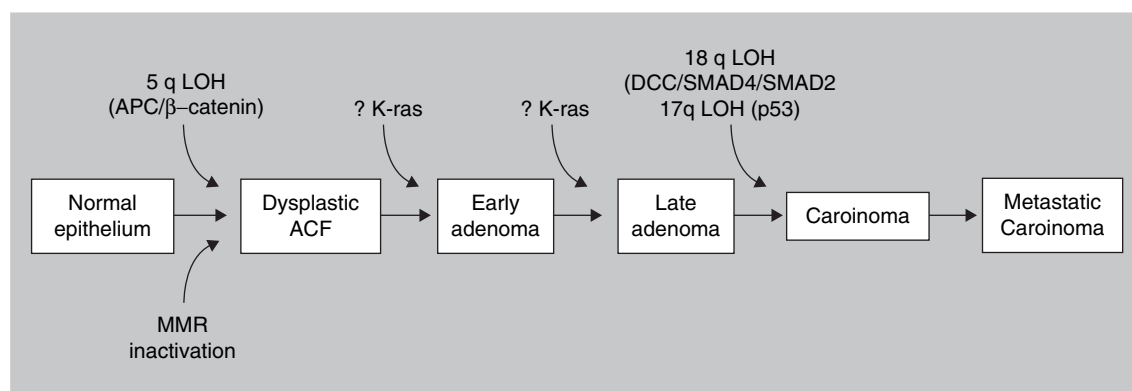 5 q LOH
(APC/β–catenin)
? K-ras
? K-ras
18 q LOH
(DCC/SMAD4/SMAD2
17q LOH (p53)
Normal
epithelium
Dysplastic
ACF
Early
adenoma
Late
adenoma
Caroinoma
Metastatic
Caroinoma
MMR
inactivation